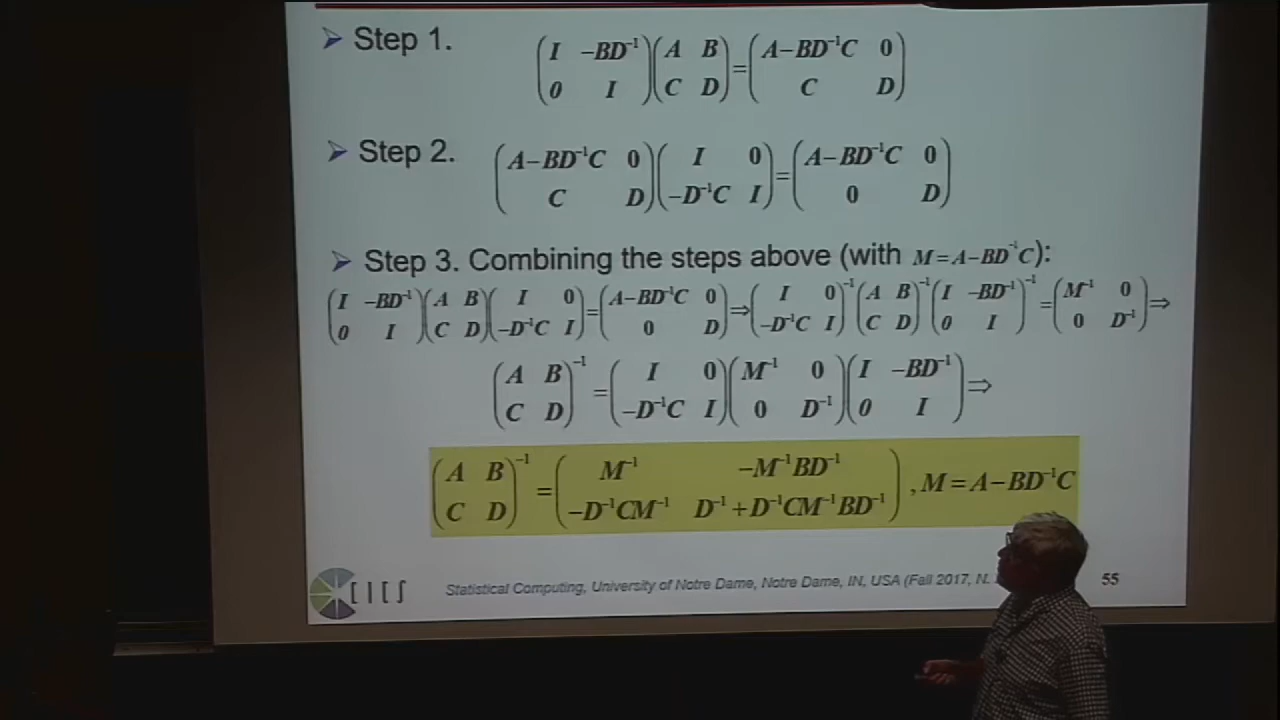 ➢ Step 1. (I −BD⁻¹; 0 I)(A B; C D)=(A−BD⁻¹C 0; C D)
➢ Step 2. (A−BD⁻¹C 0; C D)(I 0; −D⁻¹C I)=(A−BD⁻¹C 0; 0 D)
➢ Step 3. Combining the steps above (with M=A−BD⁻¹C):
(I −BD⁻¹; 0 I)(A B; C D)(I 0; −D⁻¹C I)=(A−BD⁻¹C 0; 0 D)⇒(I 0; −D⁻¹C I)⁻¹(A B; C D)⁻¹(I −BD⁻¹; 0 I)⁻¹=(M⁻¹ 0; 0 D⁻¹)⇒
(A B; C D)⁻¹=(I 0; −D⁻¹C I)(M⁻¹ 0; 0 D⁻¹)(I −BD⁻¹; 0 I)⇒
(A B; C D)⁻¹=(M⁻¹ −M⁻¹BD⁻¹; −D⁻¹CM⁻¹ D⁻¹+D⁻¹CM⁻¹BD⁻¹), M=A−BD⁻¹C
CICS
Statistical Computing, University of Notre Dame, Notre Dame, IN, USA (Fall 2017, N.
55